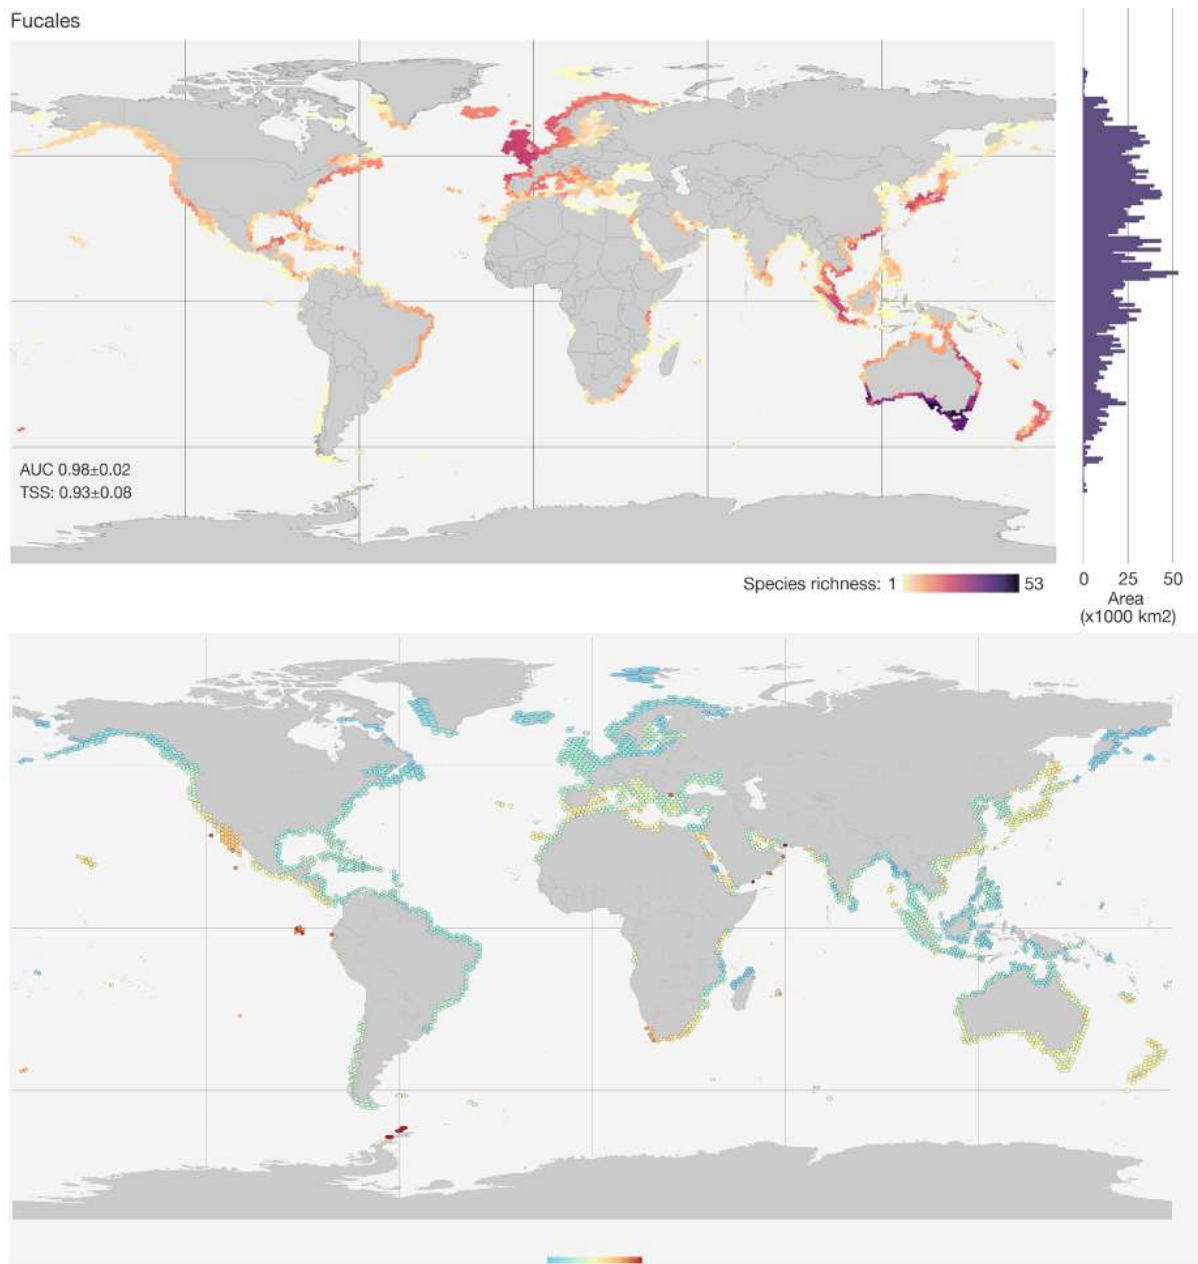 Fucales
AUC 0.98±0.02
TSS: 0.93±0.08
Species richness: 1 53
0 25 50
Area
(x1000 km2)